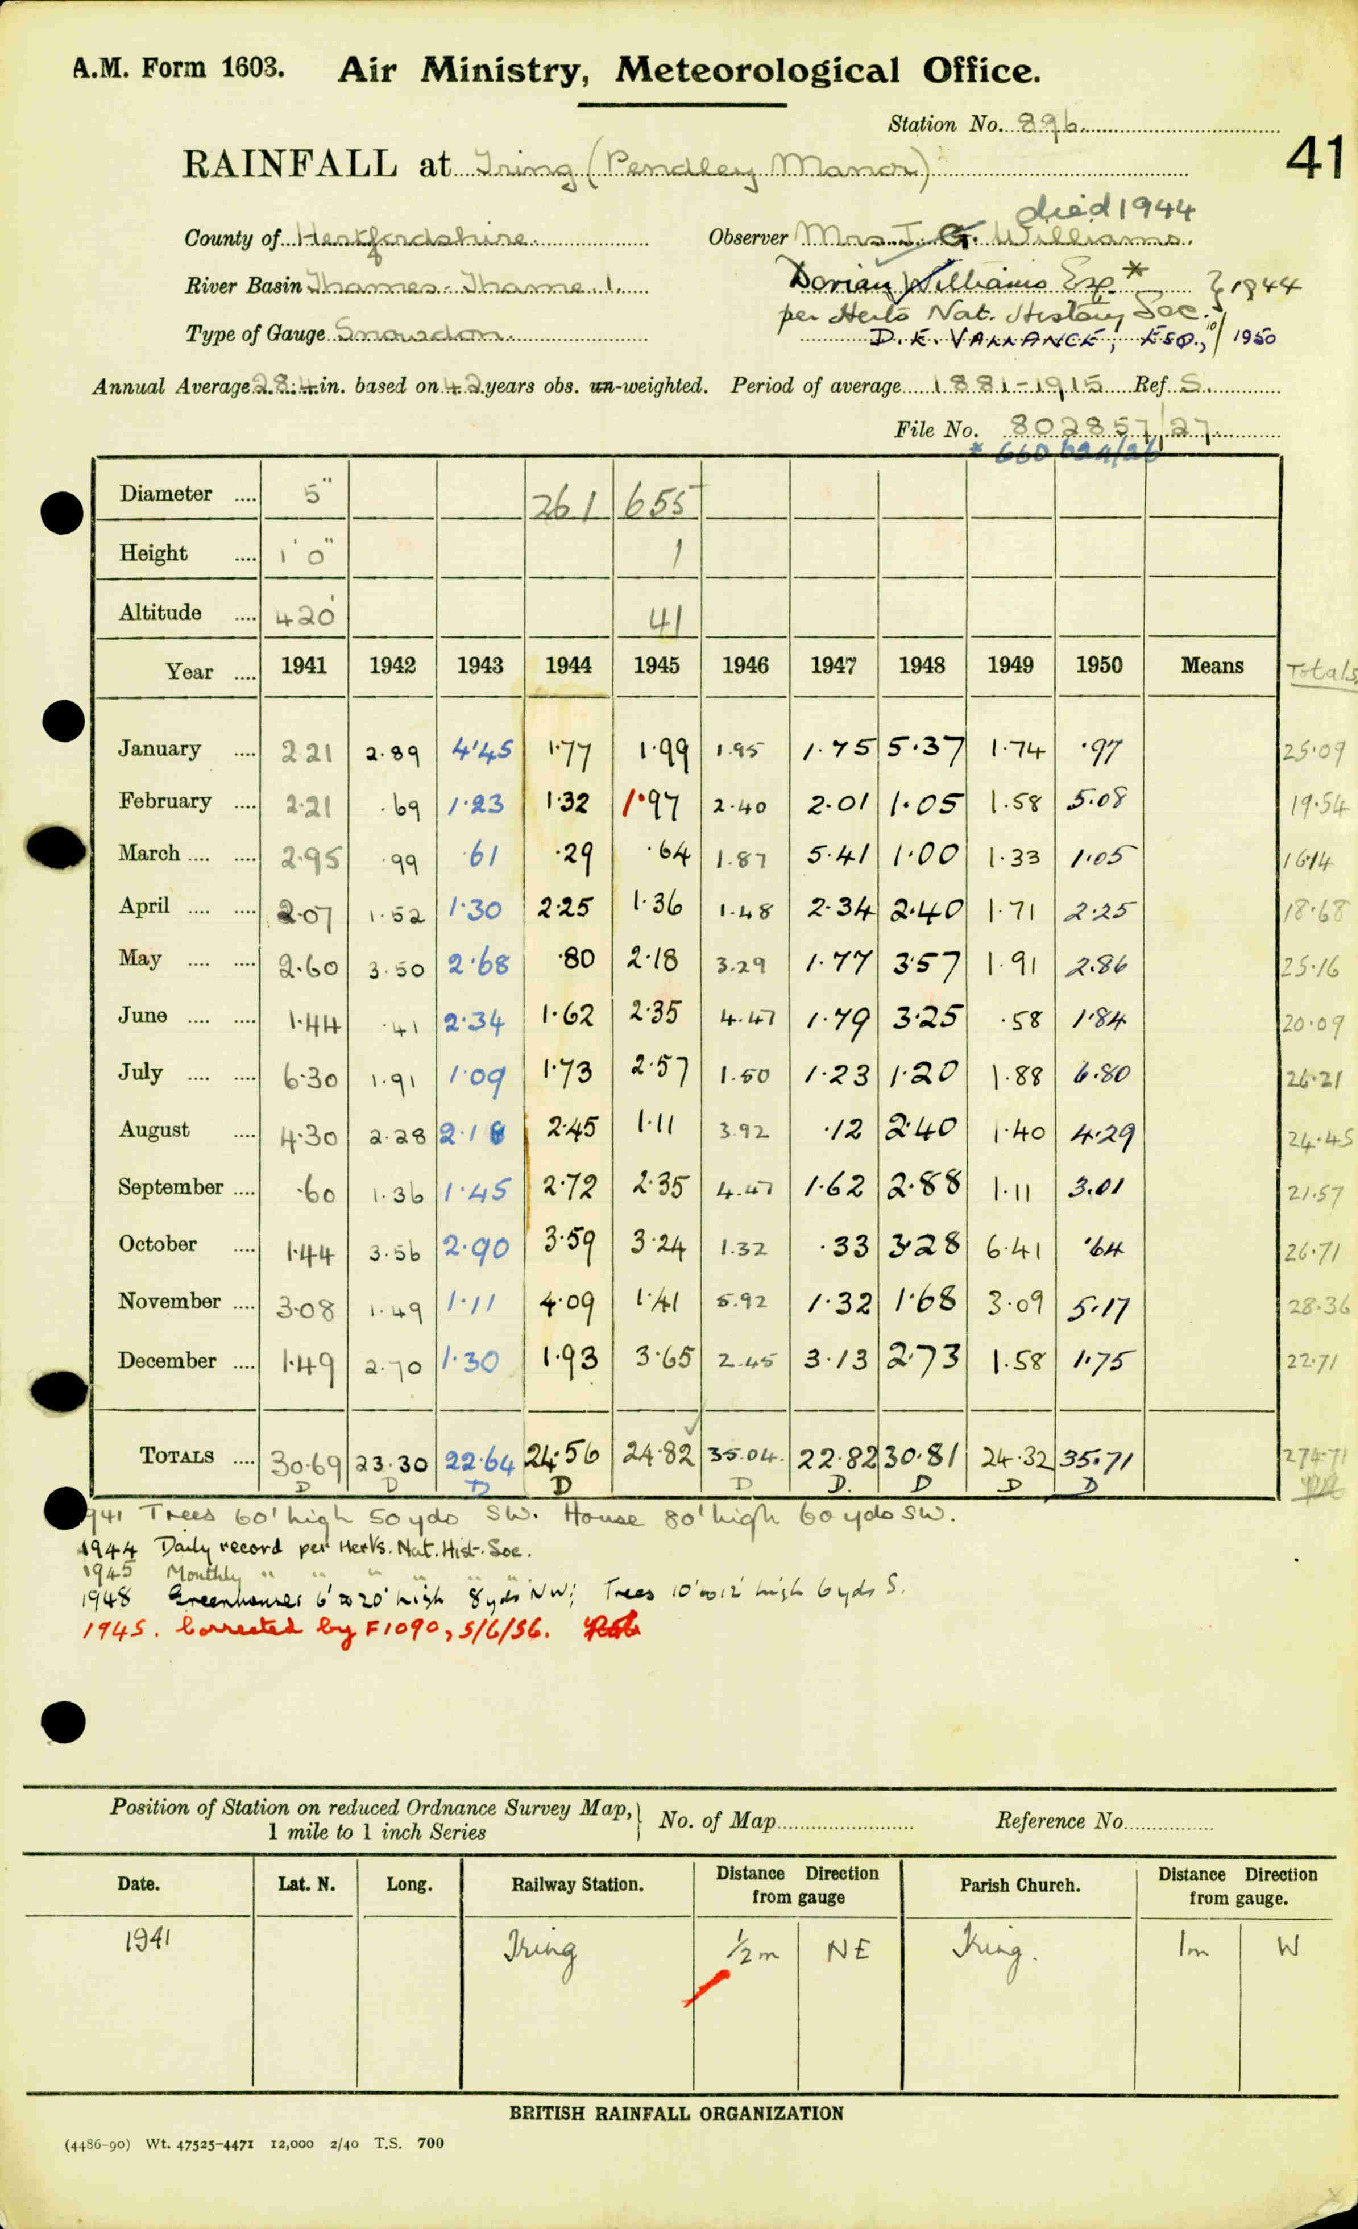 A.M. Form 1603. Air Ministry, Meteorological Office.
Station No. 896
41
RAINFALL at Tring (Pendley Manor)
died 1944
County of Hertfordshire. Observer Mrs I. G. Williams.
River Basin Thames - Thame 1. Dorian Williams Esq. * } 1944
per Herts Nat. History Soc.
Type of Gauge Snowdon. D. E. VALLANCE, ESQ., 10/1950
Annual Average 28.4 in. based on 42 years obs. un-weighted. Period of average 1881-1915 Ref. S.
File No. 802857/27
* 660624/26
Diameter .... 5" 261 655
Height .... 1' 0" 1
Altitude .... 420' 41
Year .... 1941 1942 1943 1944 1945 1946 1947 1948 1949 1950 Means Totals
January .... 2.21 2.89 4.45 1.77 1.99 1.95 1.75 5.37 1.74 .97 25.09
February .... 2.21 .69 1.23 1.32 1.97 2.40 2.01 1.05 1.58 5.08 19.54
March .... .... 2.95 .99 .61 .29 .64 1.87 5.41 1.00 1.33 1.05 16.14
April .... .... 2.07 1.52 1.30 2.25 1.36 1.48 2.34 2.40 1.71 2.25 18.68
May .... .... 2.60 3.50 2.68 .80 2.18 3.29 1.77 3.57 1.91 2.86 25.16
June .... .... 1.44 .41 2.34 1.62 2.35 4.47 1.79 3.25 .58 1.84 20.09
July .... .... 6.30 1.91 1.09 1.73 2.57 1.50 1.23 1.20 1.88 6.80 26.21
August .... 4.30 2.28 2.18 2.45 1.11 3.92 .12 2.40 1.40 4.29 24.45
September .... .60 1.36 1.45 2.72 2.35 4.47 1.62 2.88 1.11 3.01 21.57
October .... 1.44 3.56 2.90 3.59 3.24 1.32 .33 3.28 6.41 .64 26.71
November .... 3.08 1.49 1.11 4.09 1.41 5.92 1.32 1.68 3.09 5.17 28.36
December .... 1.49 2.70 1.30 1.93 3.65 2.45 3.13 2.73 1.58 1.75 22.71
TOTALS .... 30.69 23.30 22.64 24.56 24.82 35.04 22.82 30.81 24.32 35.71 274.71
D D D D D D. D D D
1941 Trees 60' high 50 yds SW. House 80' high 60 yds SW.
1944 Daily record per Herts. Nat. Hist. Soc.
1945 Monthly " " " " " "
1948 Greenhouses 6' to 20' high 8 yds NW; Trees 10' to 12' high 6 yds S.
1945. Corrected by F1090, 5/6/56.
Position of Station on reduced Ordnance Survey Map, } No. of Map Reference No.
1 mile to 1 inch Series
Date. Lat. N. Long. Railway Station. Distance Direction from gauge Parish Church. Distance Direction from gauge.
1941 Tring 1/2 m NE Tring. 1m W
BRITISH RAINFALL ORGANIZATION
(4486-90) Wt. 47525-4471 12,000 2/40 T.S. 700